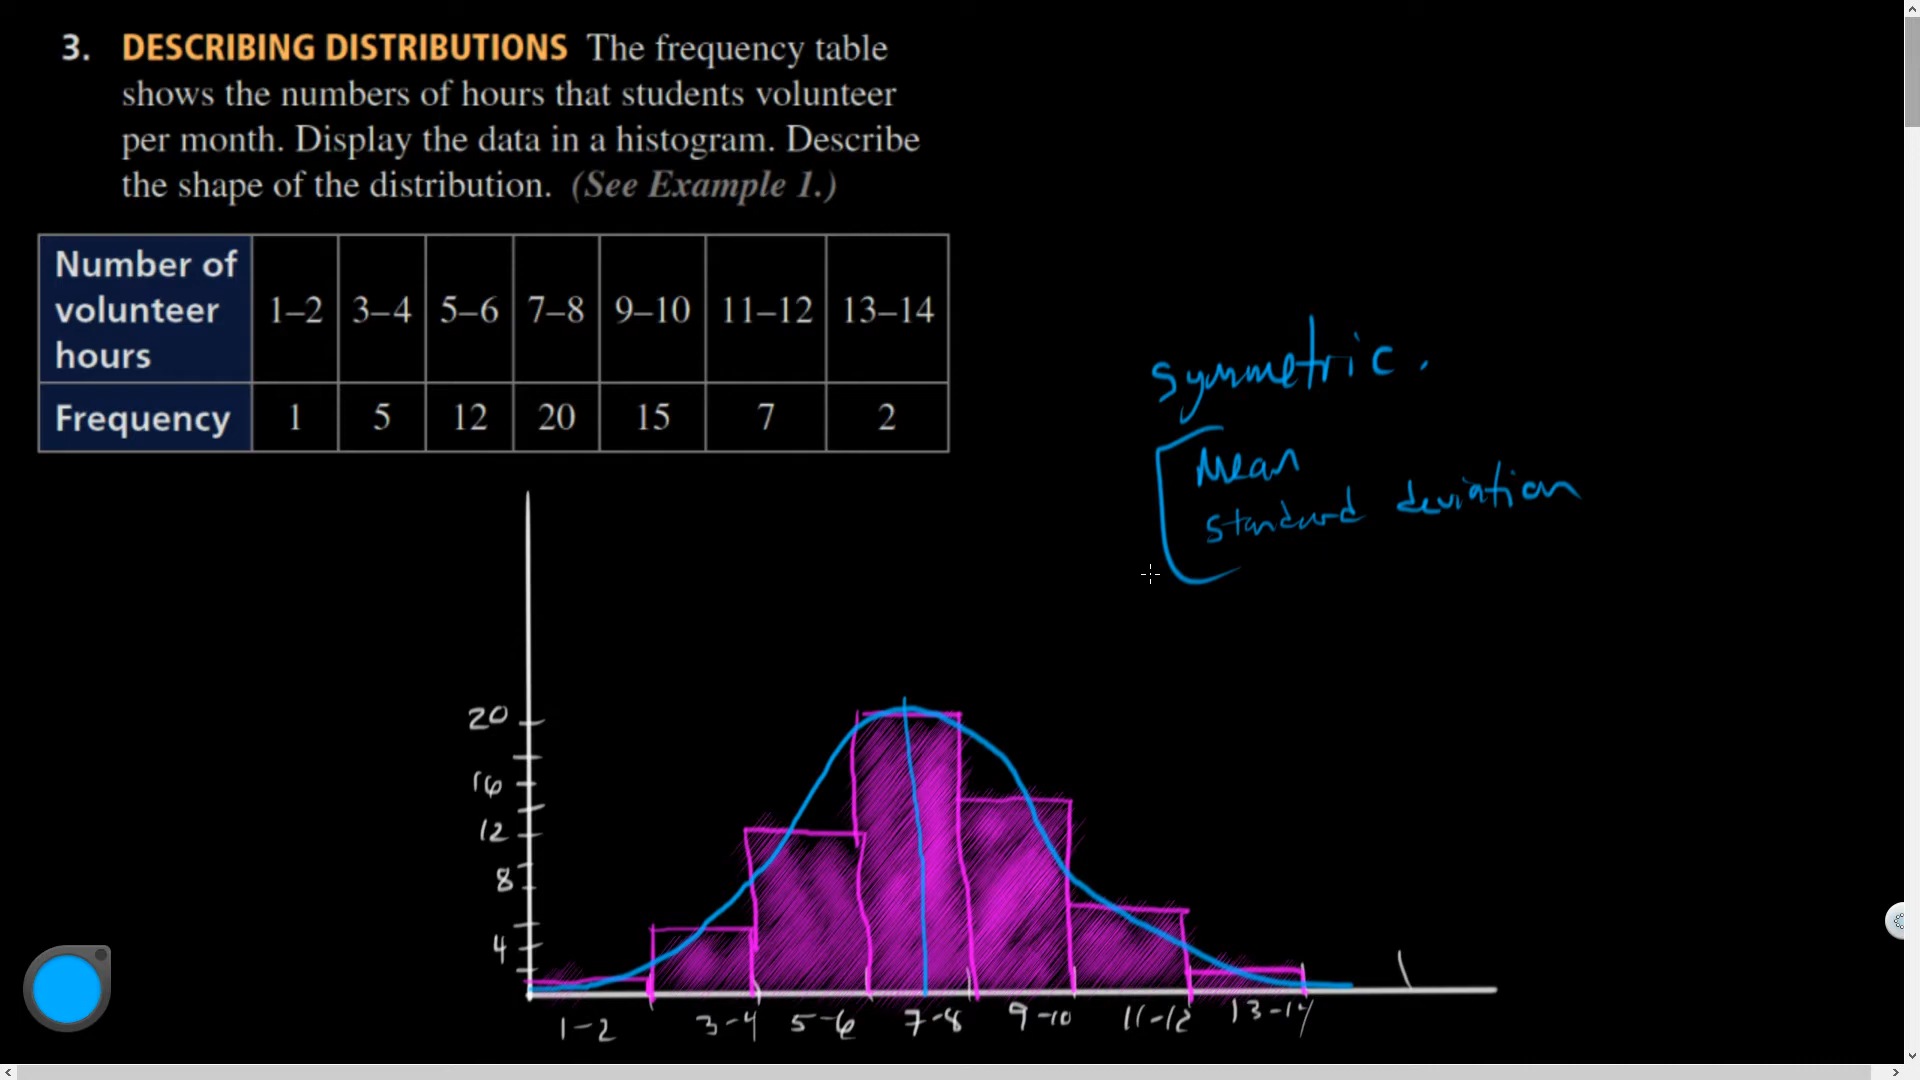 3. DESCRIBING DISTRIBUTIONS The frequency table
shows the numbers of hours that students volunteer
per month. Display the data in a histogram. Describe
the shape of the distribution. (See Example 1.)
Number of volunteer hours 1–2 3–4 5–6 7–8 9–10 11–12 13–14
Frequency 1 5 12 20 15 7 2
symmetric.
Mean
standard deviation
20
16
12
8
4
1-2 3-4 5-6 7-8 9-10 11-12 13-14